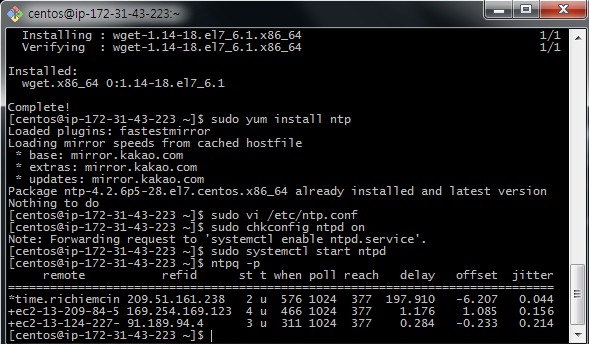 centos@ip-172-31-43-223:~
Installing : wget-1.14-18.el7_6.1.x86_64 1/1
Verifying : wget-1.14-18.el7_6.1.x86_64 1/1
Installed:
wget.x86_64 0:1.14-18.el7_6.1
Complete!
[centos@ip-172-31-43-223 ~]$ sudo yum install ntp
Loaded plugins: fastestmirror
Loading mirror speeds from cached hostfile
* base: mirror.kakao.com
* extras: mirror.kakao.com
* updates: mirror.kakao.com
Package ntp-4.2.6p5-28.el7.centos.x86_64 already installed and latest version
Nothing to do
[centos@ip-172-31-43-223 ~]$ sudo vi /etc/ntp.conf
[centos@ip-172-31-43-223 ~]$ sudo chkconfig ntpd on
Note: Forwarding request to 'systemctl enable ntpd.service'.
[centos@ip-172-31-43-223 ~]$ sudo systemctl start ntpd
[centos@ip-172-31-43-223 ~]$ ntpq -p
remote refid st t when poll reach delay offset jitter
==============================================================================
*time.richiemcin 209.51.161.238 2 u 576 1024 377 197.910 -6.207 0.044
+ec2-13-209-84-5 169.254.169.123 4 u 466 1024 377 1.176 1.085 0.156
+ec2-13-124-227- 91.189.94.4 3 u 311 1024 377 0.284 -0.233 0.214
[centos@ip-172-31-43-223 ~]$